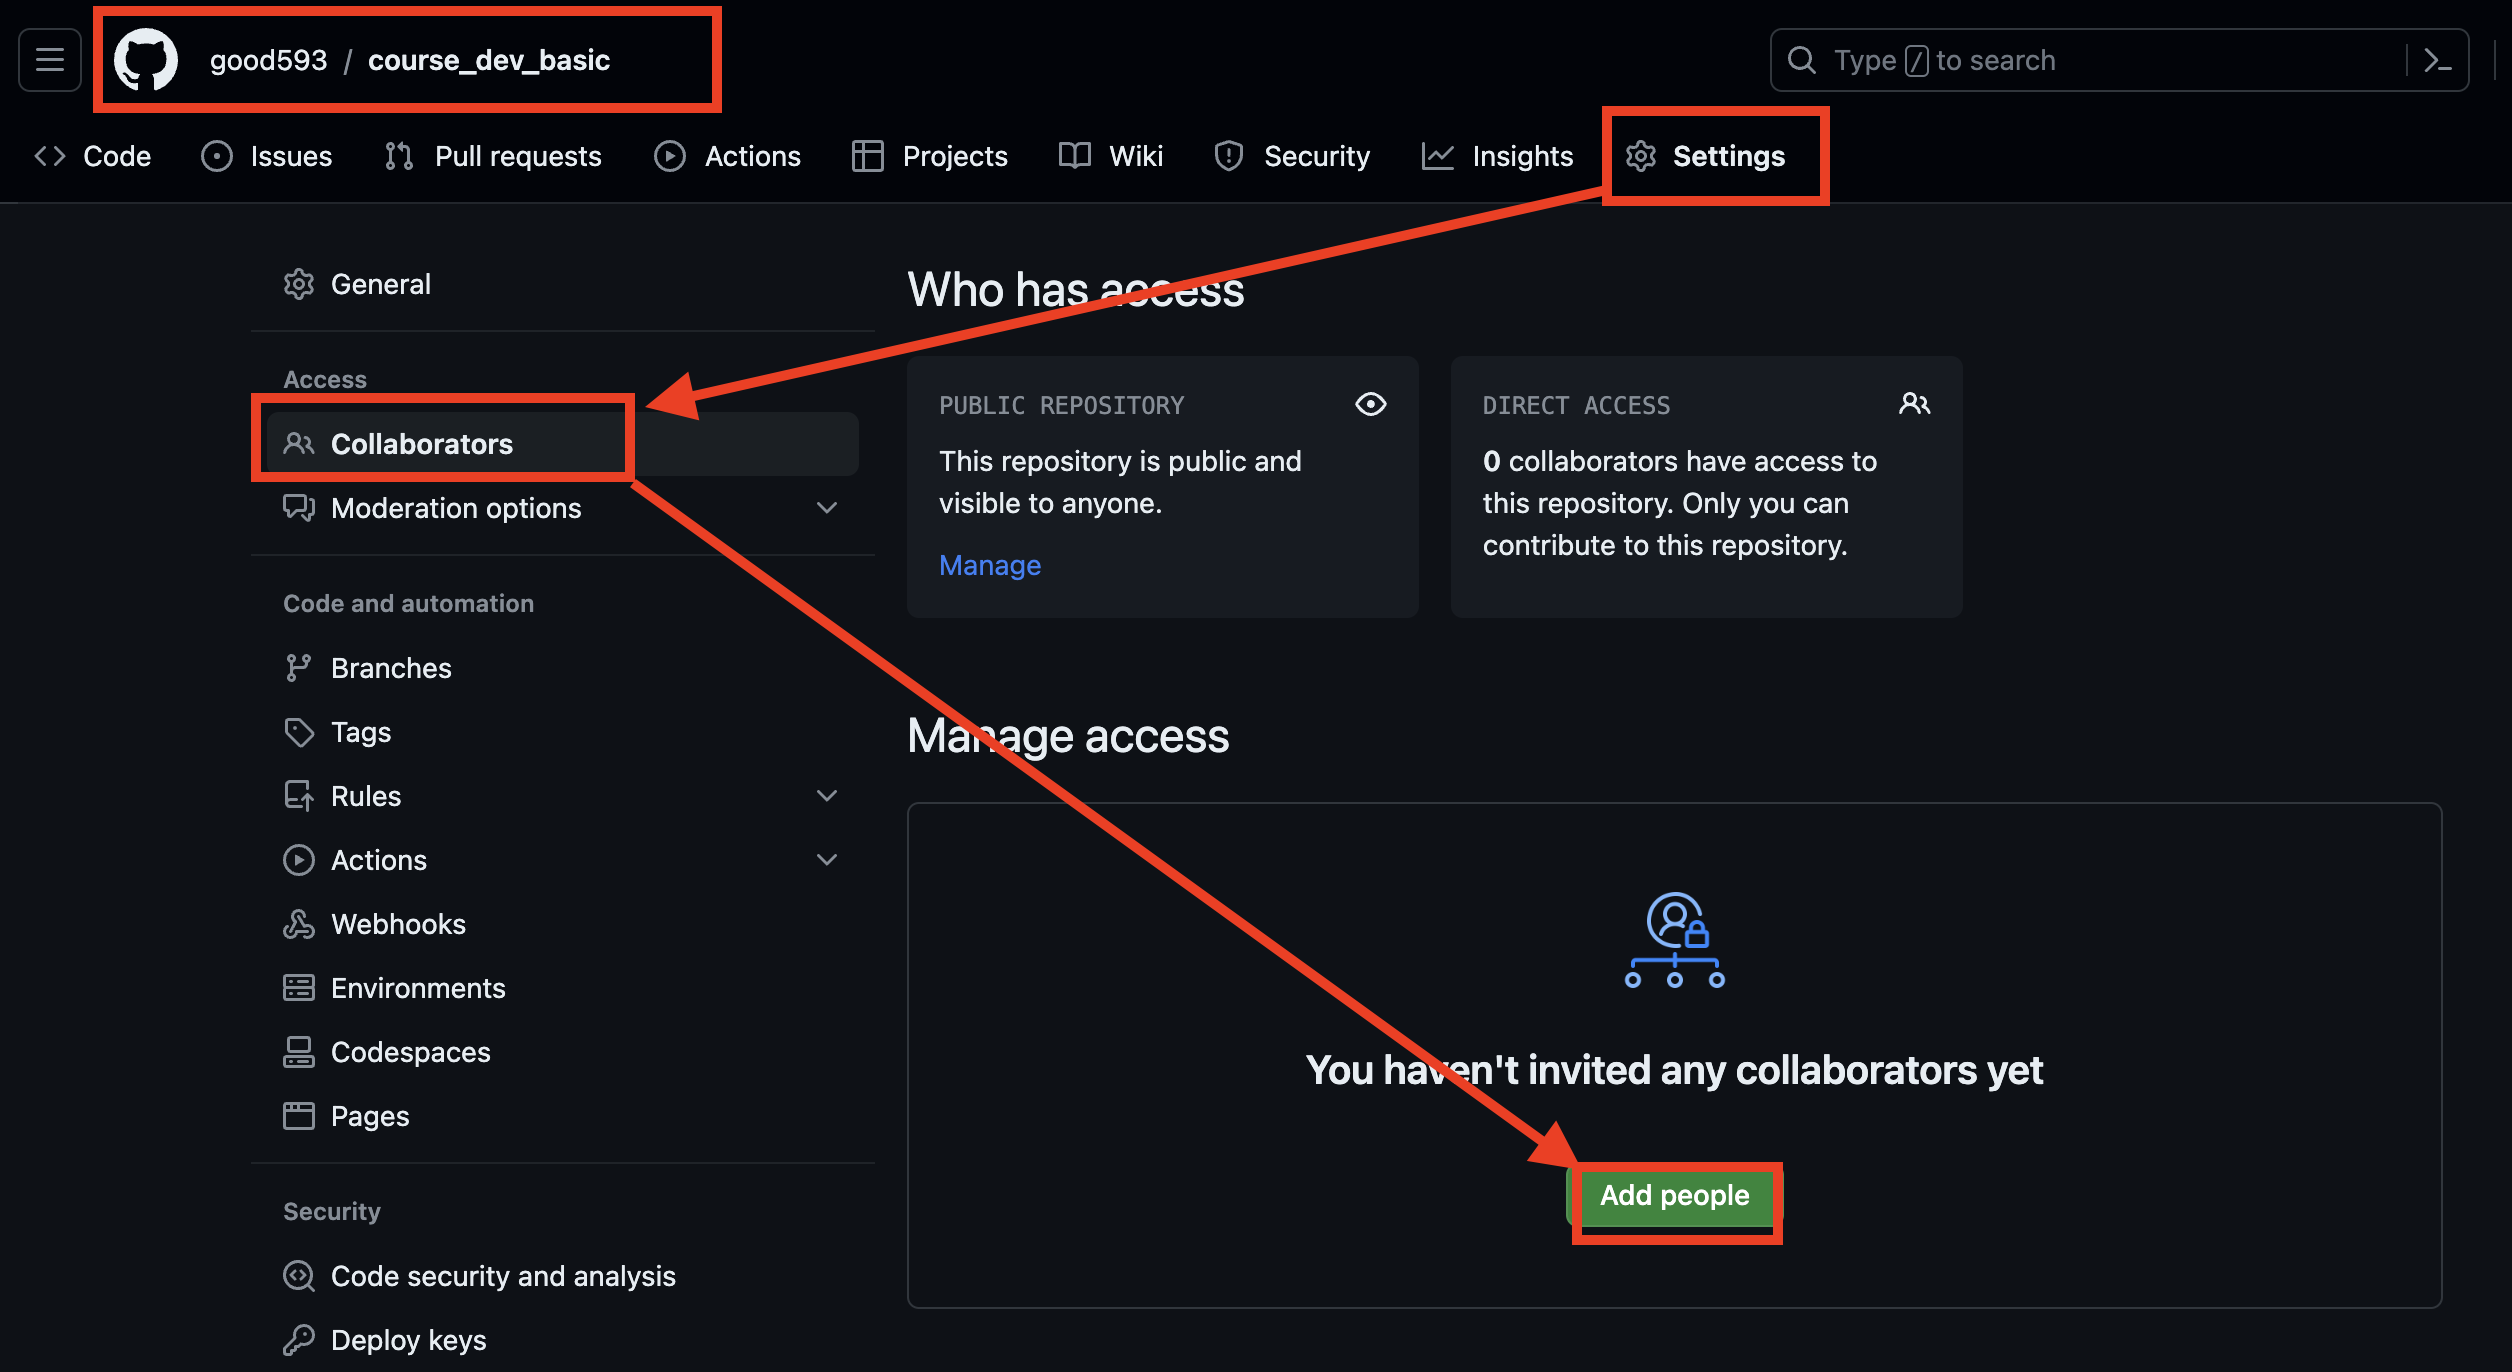 good593 / course_dev_basic
Type / to search
Code
Issues
Pull requests
Actions
Projects
Wiki
Security
Insights
Settings
General
Access
Collaborators
Moderation options
Code and automation
Branches
Tags
Rules
Actions
Webhooks
Environments
Codespaces
Pages
Security
Code security and analysis
Deploy keys
Who has access
PUBLIC REPOSITORY
This repository is public and
visible to anyone.
Manage
DIRECT ACCESS
0 collaborators have access to
this repository. Only you can
contribute to this repository.
Manage access
You haven't invited any collaborators yet
Add people